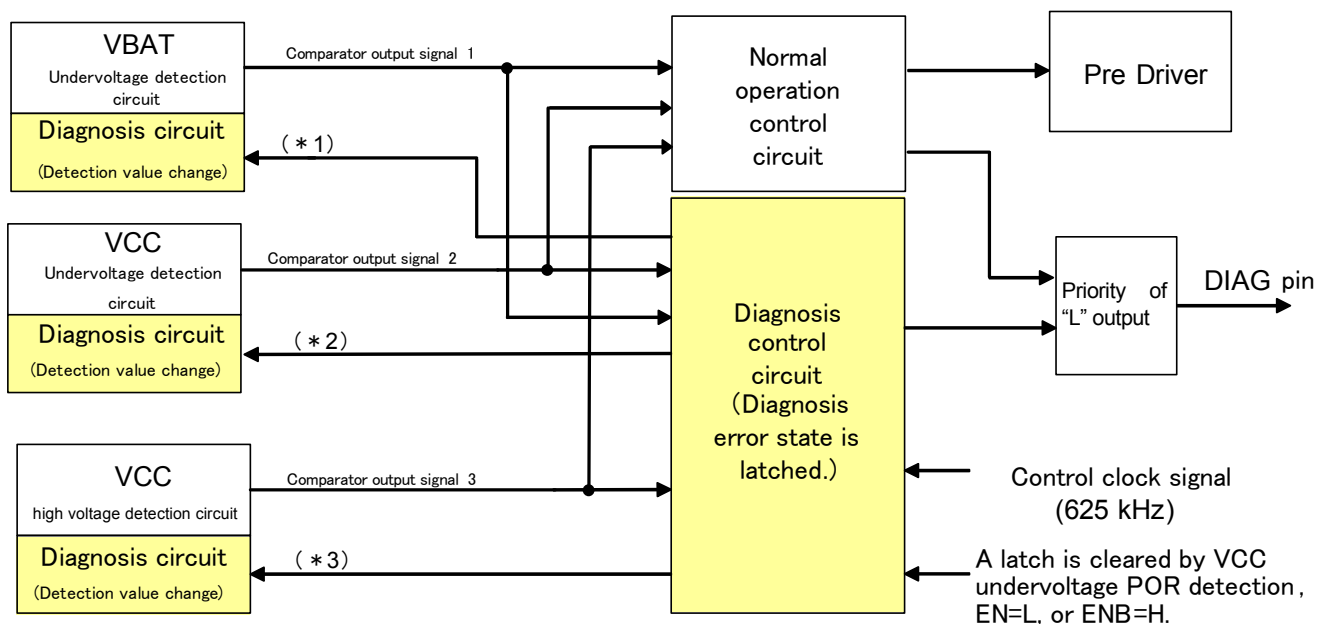 VBAT
Undervoltage detection
circuit
Diagnosis circuit
(Detection value change)
Comparator output signal 1
(*1)
VCC
Undervoltage detection
circuit
Diagnosis circuit
(Detection value change)
Comparator output signal 2
(*2)
VCC
high voltage detection circuit
Diagnosis circuit
(Detection value change)
Comparator output signal 3
(*3)
Normal
operation
control
circuit
Diagnosis
control
circuit
(Diagnosis
error state is
latched.)
Pre Driver
Priority of
“L” output
DIAG pin
Control clock signal
(625 kHz)
A latch is cleared by VCC
undervoltage POR detection,
EN=L, or ENB=H.